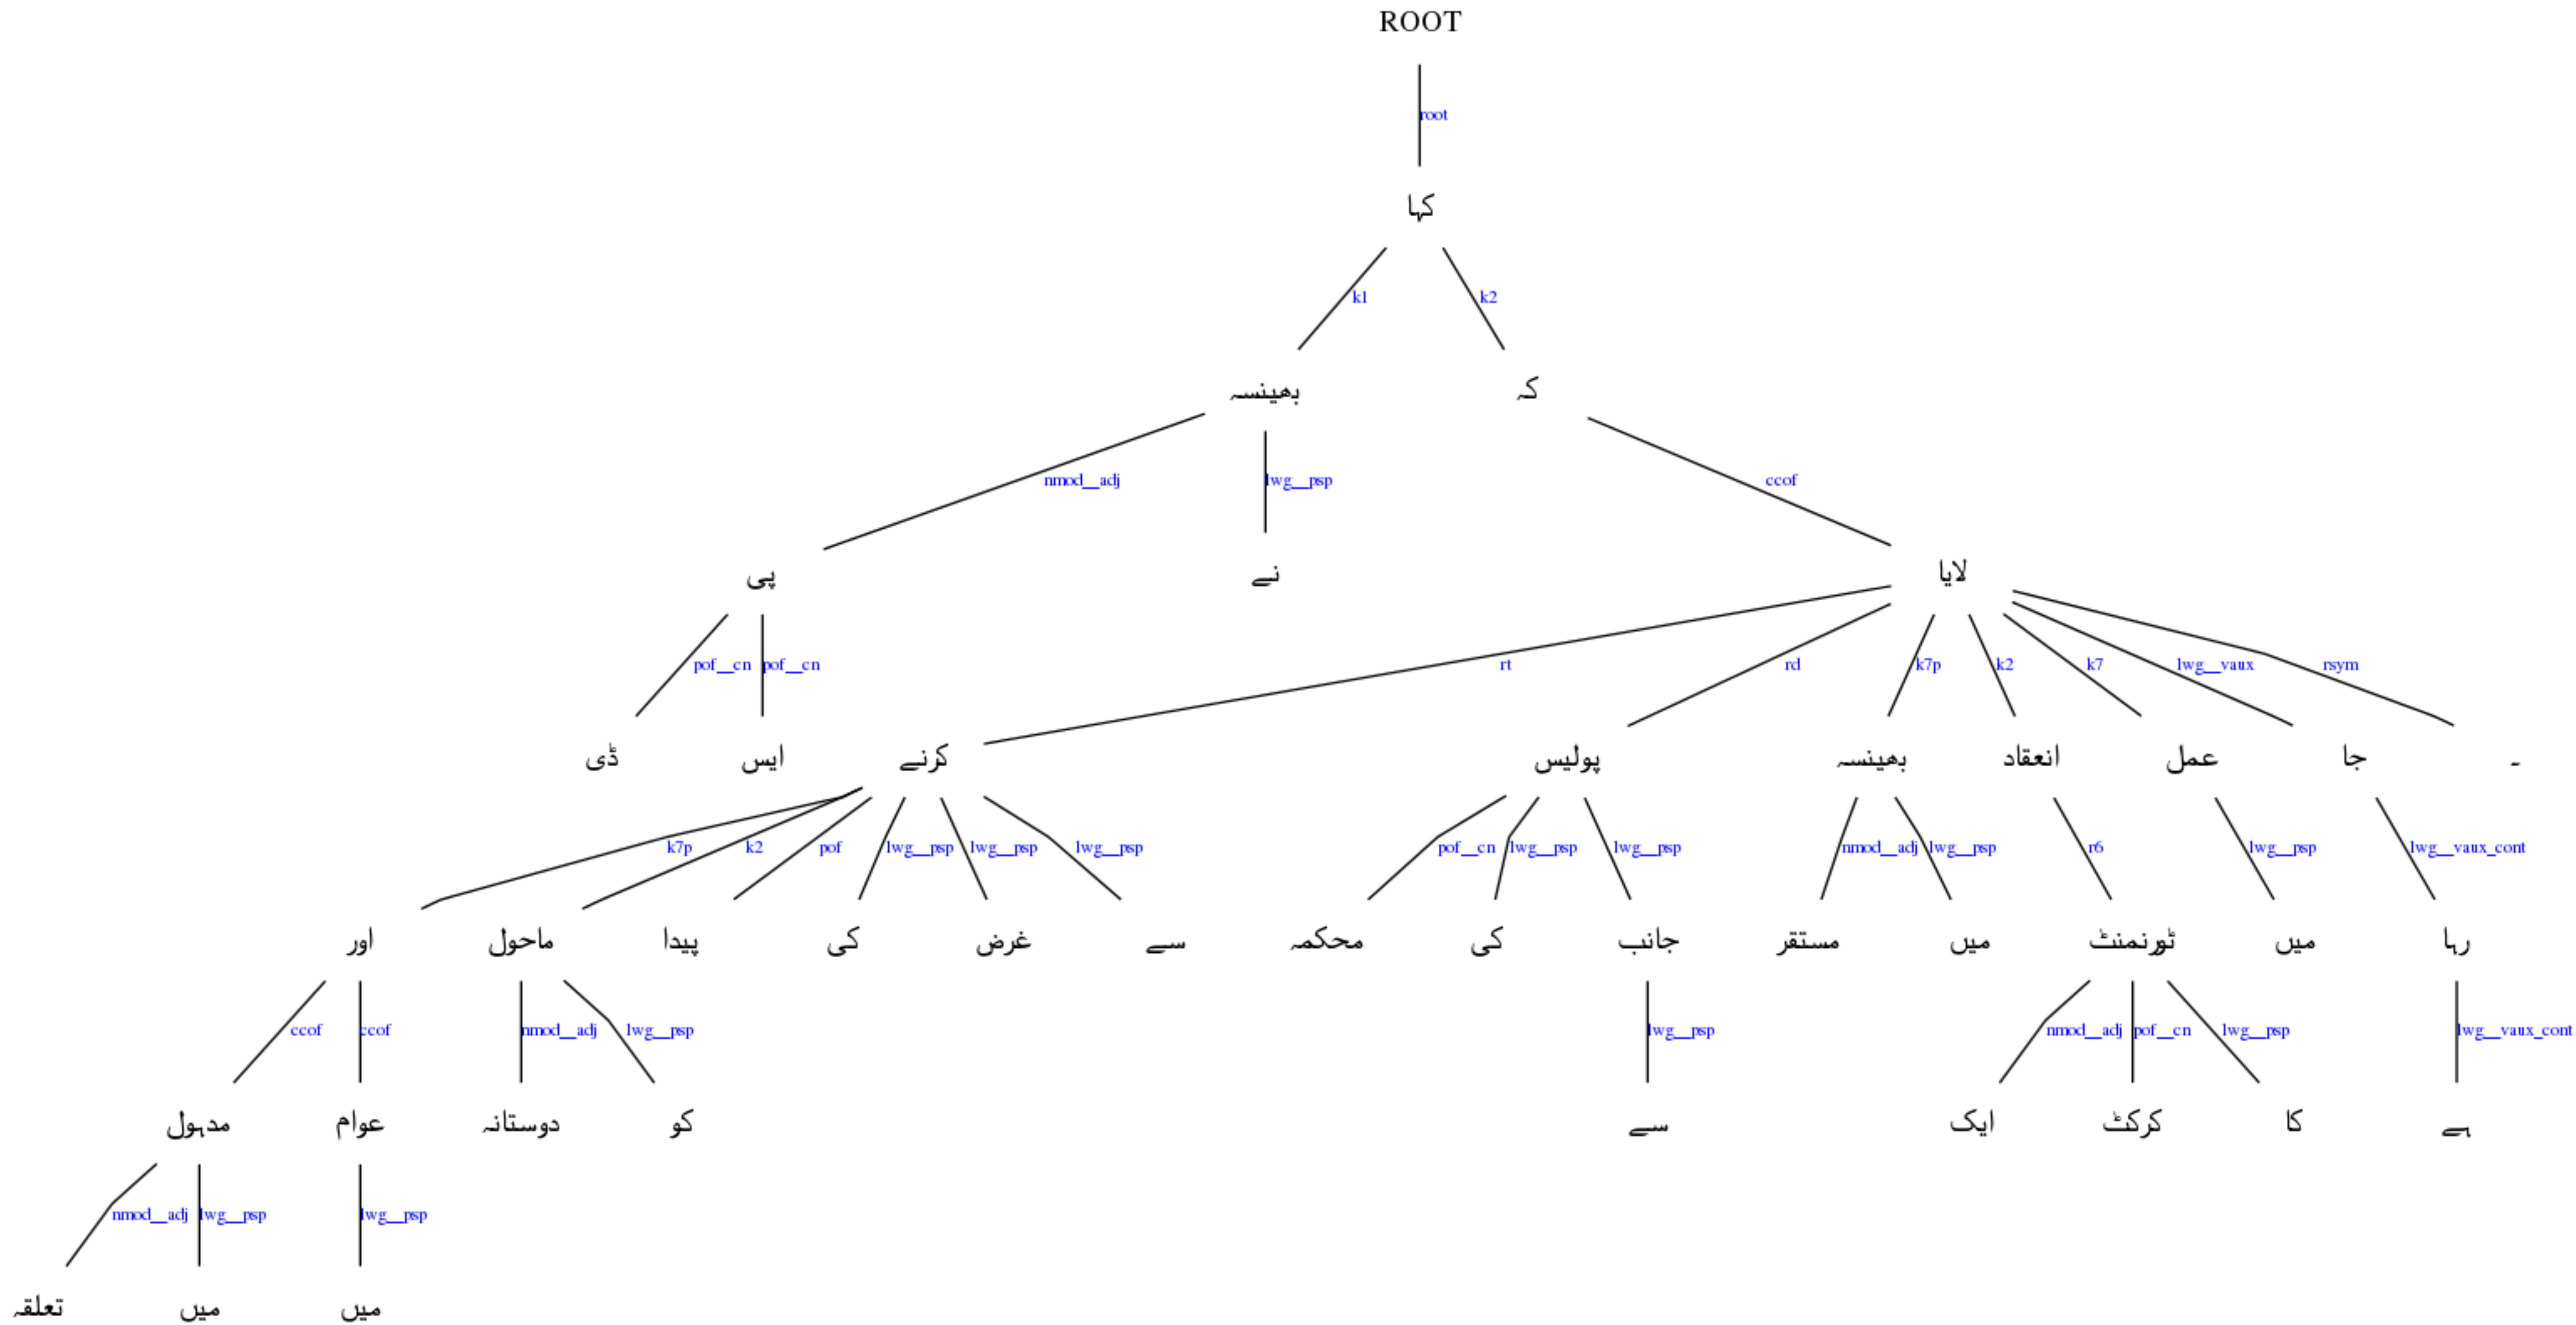 ROOT
root
کہا
k1 k2
بھینسہ کہ
nmod__adj lwg__psp ccof
پی نے لایا
pof__cn pof__cn rt rd k7p k2 k7 lwg__vaux rsym
ڈی ایس کرنے پولیس بھینسہ انعقاد عمل جا ۔
k7p k2 pof lwg__psp lwg__psp lwg__psp pof__cn lwg__psp lwg__psp nmod__adj lwg__psp r6 lwg__psp lwg__vaux_cont
اور ماحول پیدا کی غرض سے محکمہ کی جانب مستقر میں ٹورنمنٹ میں رہا
ccof ccof nmod__adj lwg__psp lwg__psp nmod__adj pof__cn lwg__psp lwg__vaux_cont
مدہول عوام دوستانہ کو سے ایک کرکٹ کا ہے
nmod__adj lwg__psp lwg__psp
تعلقہ میں میں